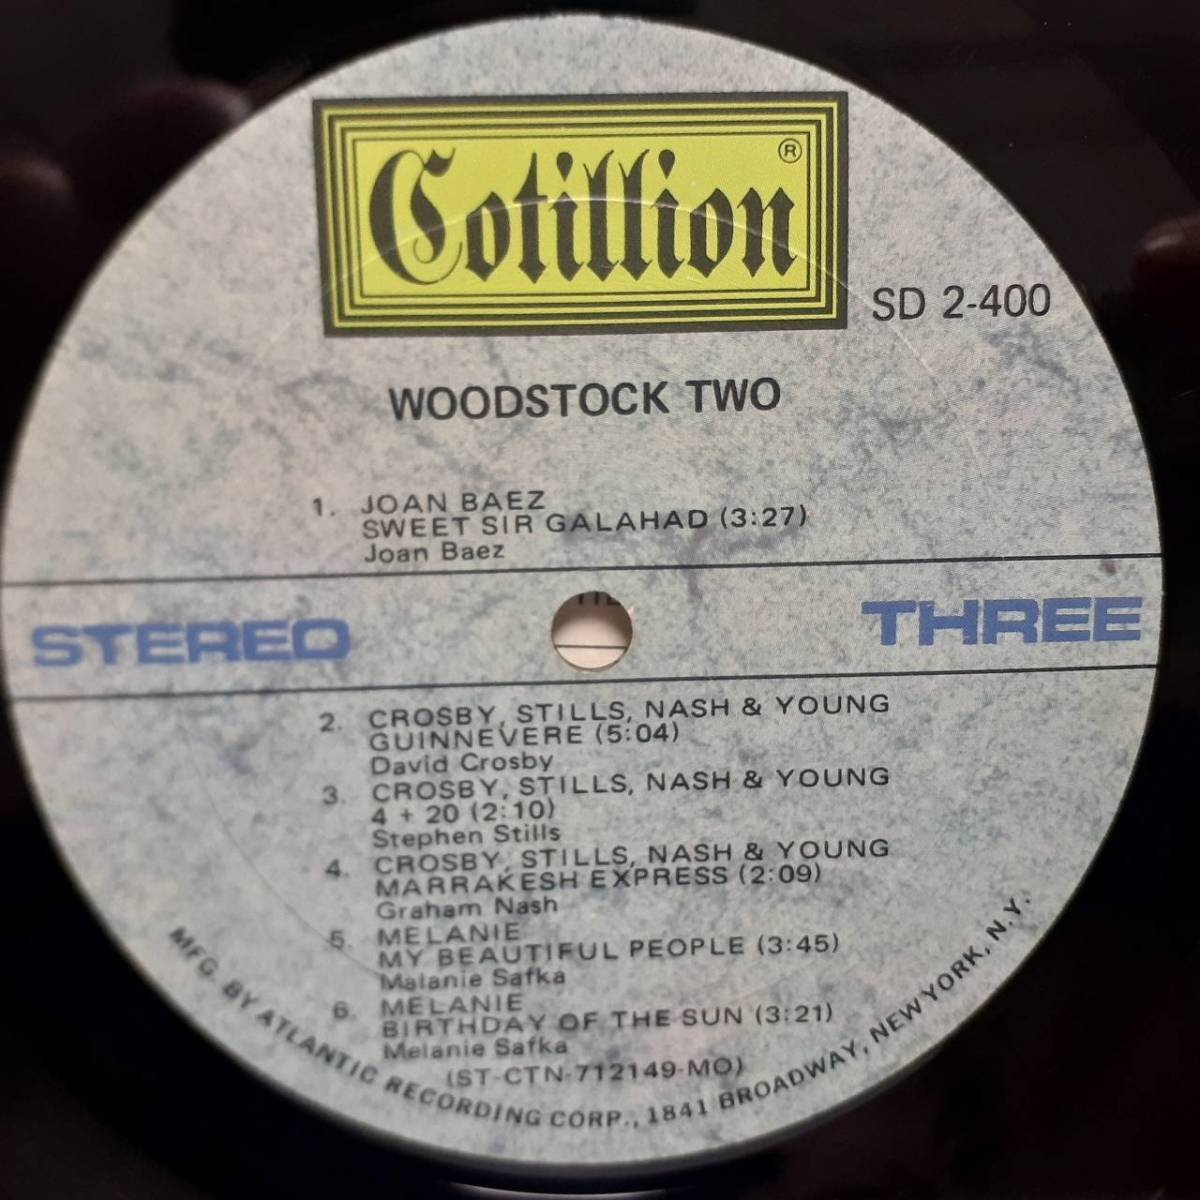 Cotillion ®
SD 2-400
WOODSTOCK TWO
1. JOAN BAEZ
SWEET SIR GALAHAD (3:27)
Joan Baez
STEREO
THREE
2. CROSBY, STILLS, NASH & YOUNG
GUINNEVERE (5:04)
David Crosby
3. CROSBY, STILLS, NASH & YOUNG
4 + 20 (2:10)
Stephen Stills
4. CROSBY, STILLS, NASH & YOUNG
MARRAKESH EXPRESS (2:09)
Graham Nash
5. MELANIE
MY BEAUTIFUL PEOPLE (3:45)
Malanie Safka
6. MELANIE
BIRTHDAY OF THE SUN (3:21)
Melanie Safka
(ST-CTN-712149-MO)
MFG. BY ATLANTIC RECORDING CORP., 1841 BROADWAY, NEW YORK, N.Y.